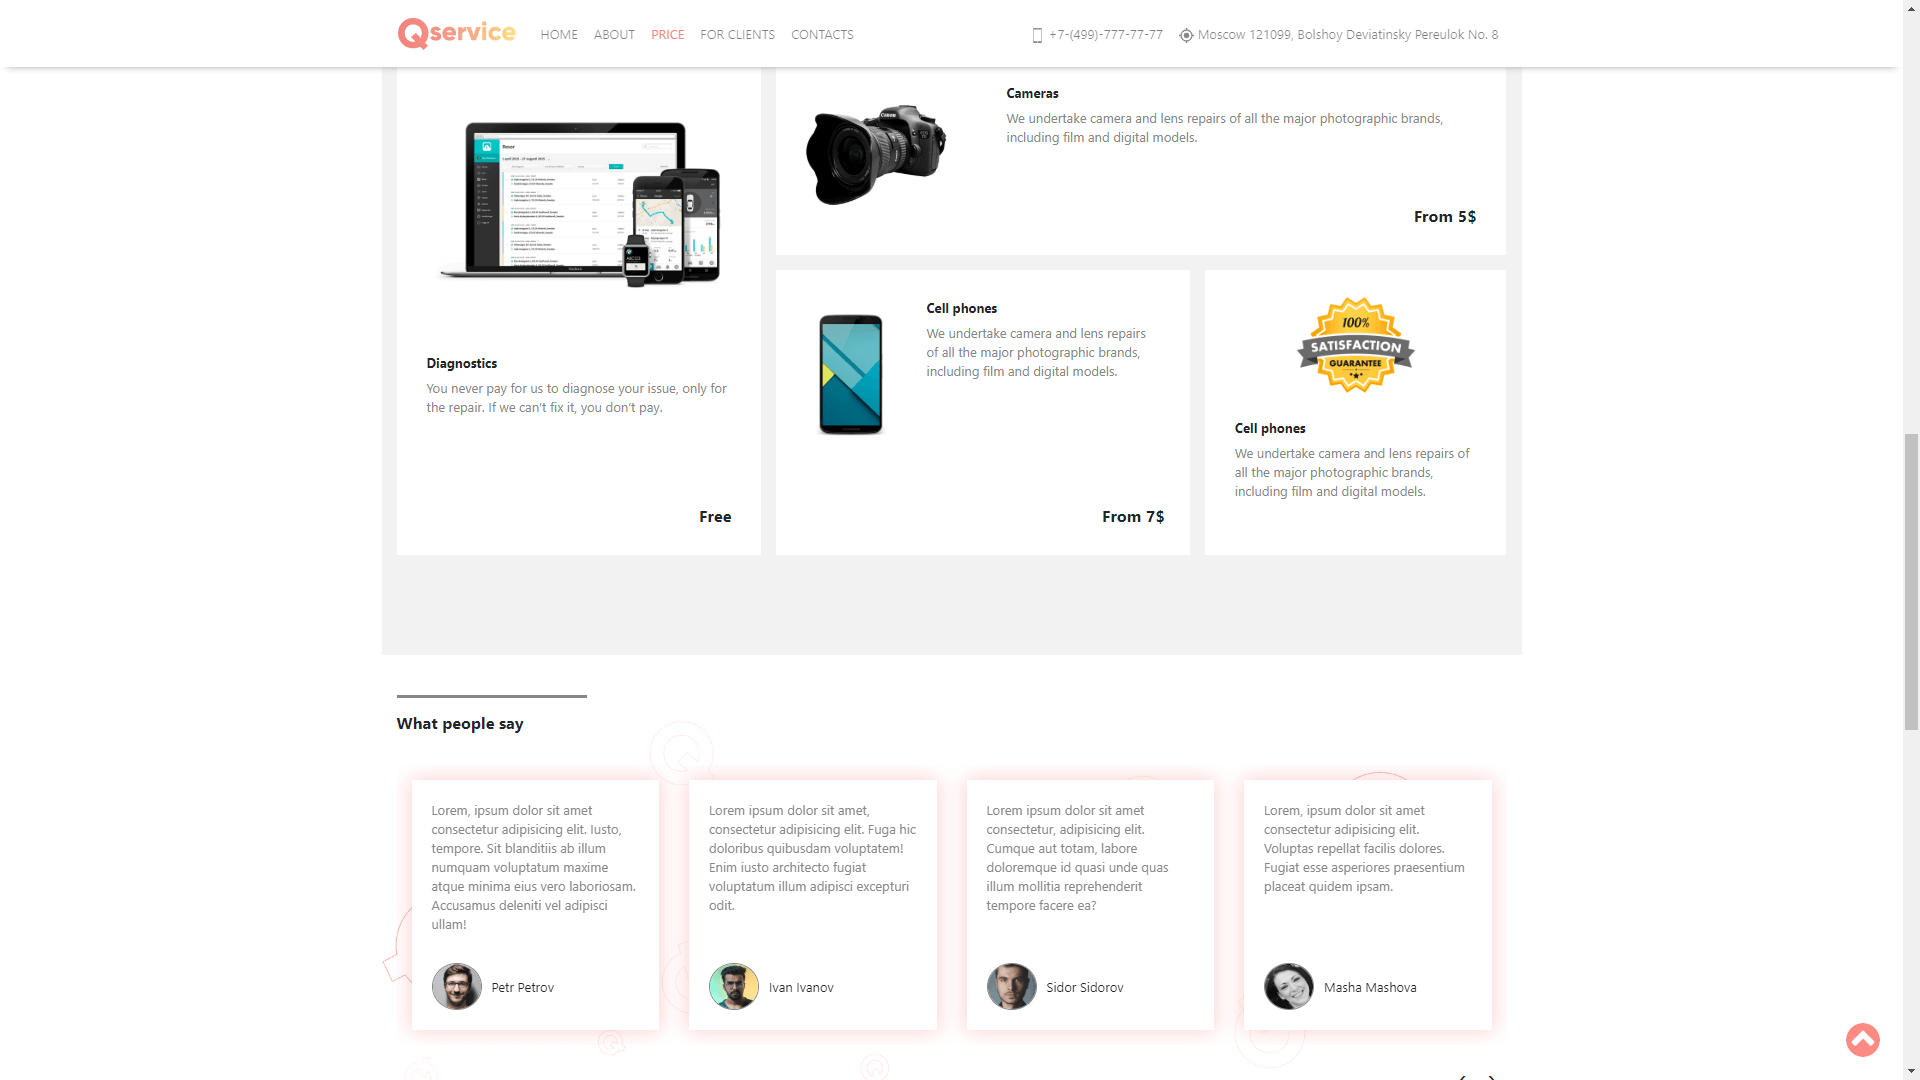 Qservice HOME ABOUT PRICE FOR CLIENTS CONTACTS +7-(499)-777-77-77 Moscow 121099, Bolshoy Deviatinsky Pereulok No. 8
Diagnostics
You never pay for us to diagnose your issue, only for
the repair. If we can’t fix it, you don’t pay.
Free
Canon
Cameras
We undertake camera and lens repairs of all the major photographic brands,
including film and digital models.
From 5$
Cell phones
We undertake camera and lens repairs
of all the major photographic brands,
including film and digital models.
From 7$
100%
SATISFACTION
GUARANTEE
Cell phones
We undertake camera and lens repairs of
all the major photographic brands,
including film and digital models.
What people say
Lorem, ipsum dolor sit amet
consectetur adipisicing elit. Iusto,
tempore. Sit blanditiis ab illum
numquam voluptatum maxime
atque minima eius vero laboriosam.
Accusamus deleniti vel adipisci
ullam!
Petr Petrov
Lorem ipsum dolor sit amet,
consectetur adipisicing elit. Fuga hic
doloribus quibusdam voluptatem!
Enim iusto architecto fugiat
voluptatum illum adipisci excepturi
odit.
Ivan Ivanov
Lorem ipsum dolor sit amet
consectetur, adipisicing elit.
Cumque aut totam, labore
doloremque id quasi unde quas
illum mollitia reprehenderit
tempore facere ea?
Sidor Sidorov
Lorem, ipsum dolor sit amet
consectetur adipisicing elit.
Voluptas repellat facilis dolores.
Fugiat esse asperiores praesentium
placeat quidem ipsam.
Masha Mashova